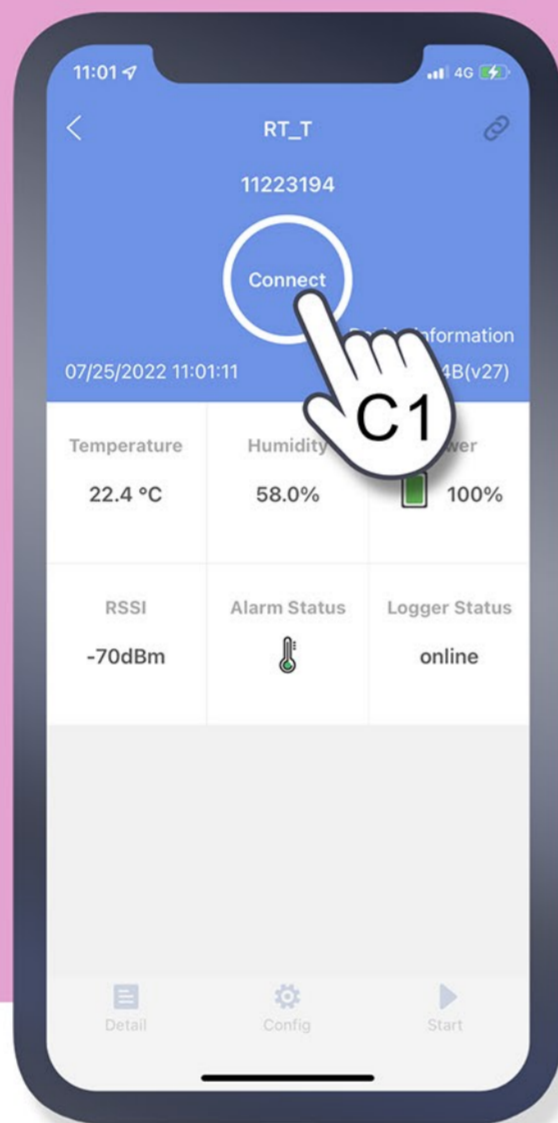 11:01
4G
RT_T
11223194
Connect
information
07/25/2022 11:01:11
4B(v27)
C1
Temperature
Humidity
22.4 °C
58.0%
100%
RSSI
Alarm Status
Logger Status
-70dBm
online
Detail
Config
Start